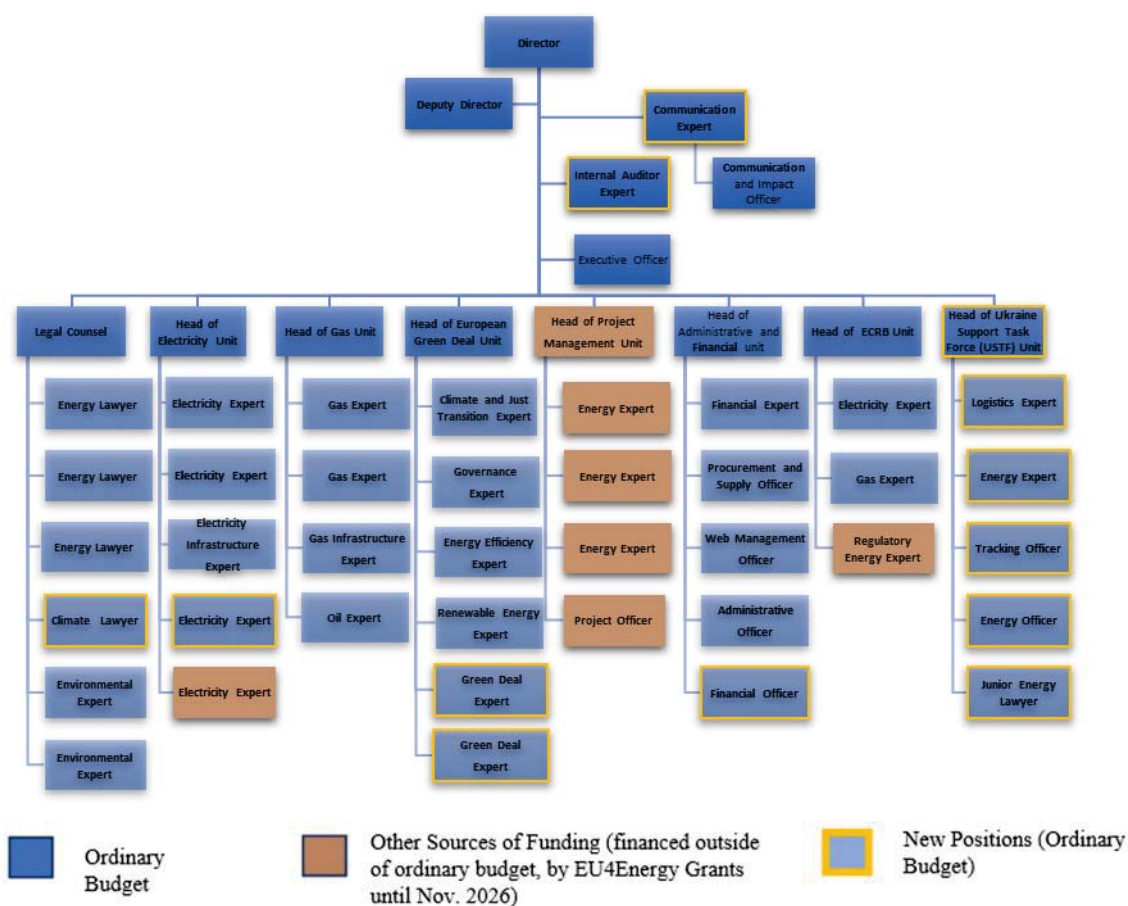 Director
Deputy Director
Communication
Expert
Internal Auditor
Expert
Communication
and Impact
Officer
Executive Officer
Legal Counsel
Head of
Electricity Unit
Head of Gas Unit
Head of European
Green Deal Unit
Head of Project
Management Unit
Head of
Administrative and
Financial unit
Head of ECRB Unit
Head of Ukraine
Support Task
Force (USTF) Unit
Energy Lawyer
Energy Lawyer
Energy Lawyer
Climate Lawyer
Environmental
Expert
Environmental
Expert
Electricity Expert
Electricity Expert
Electricity
Infrastructure
Expert
Electricity Expert
Electricity Expert
Gas Expert
Gas Expert
Gas Infrastructure
Expert
Oil Expert
Climate and Just
Transition Expert
Governance
Expert
Energy Efficiency
Expert
Renewable Energy
Expert
Green Deal
Expert
Green Deal
Expert
Energy Expert
Energy Expert
Energy Expert
Project Officer
Financial Expert
Procurement and
Supply Officer
Web Management
Officer
Administrative
Officer
Financial Officer
Electricity Expert
Gas Expert
Regulatory
Energy Expert
Logistics Expert
Energy Expert
Tracking Officer
Energy Officer
Junior Energy
Lawyer
Ordinary
Budget
Other Sources of Funding (financed outside
of ordinary budget, by EU4Energy Grants
until Nov. 2026)
New Positions (Ordinary
Budget)